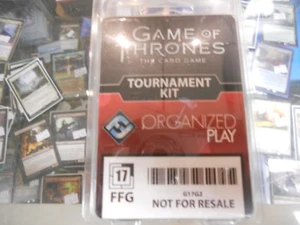 GAME OF
THRONES
THE CARD GAME
TOURNAMENT
KIT
ORGANIZED
PLAY
17
FFG
G17G2
NOT FOR RESALE